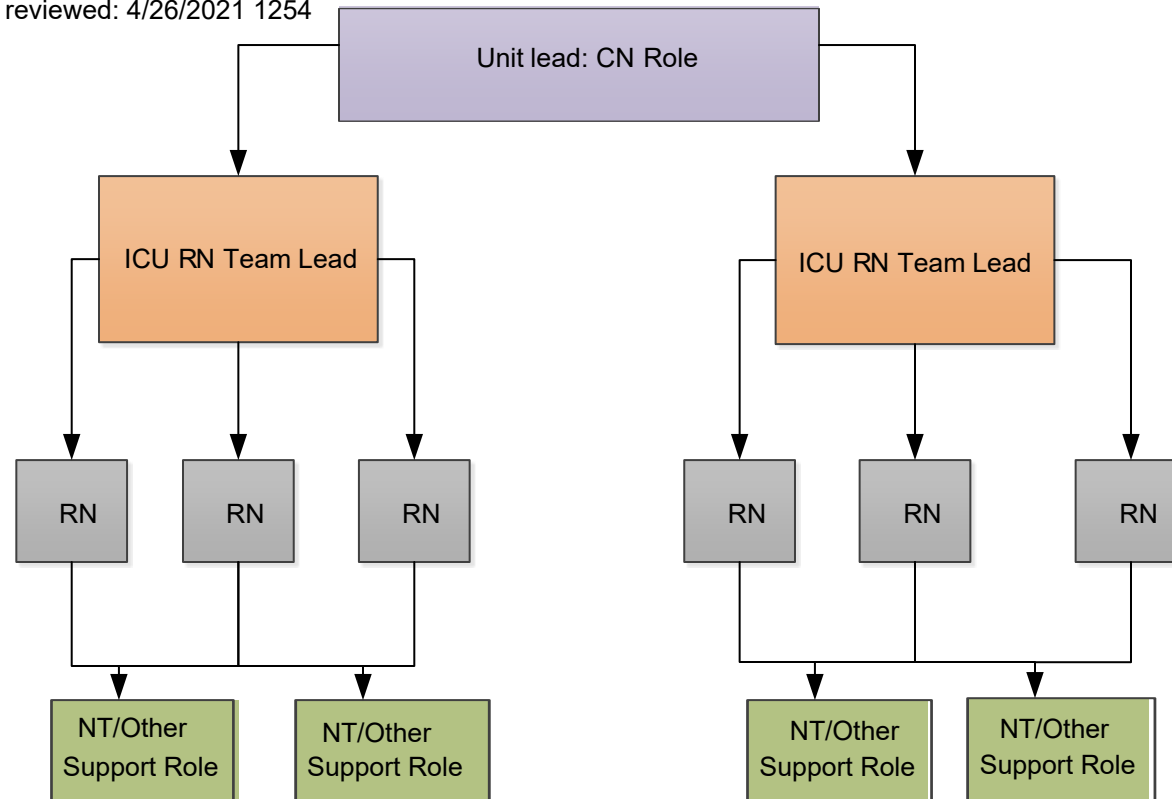 reviewed: 4/26/2021 1254
Unit lead: CN Role
ICU RN Team Lead
ICU RN Team Lead
RN
RN
RN
RN
RN
RN
NT/Other
Support Role
NT/Other
Support Role
NT/Other
Support Role
NT/Other
Support Role